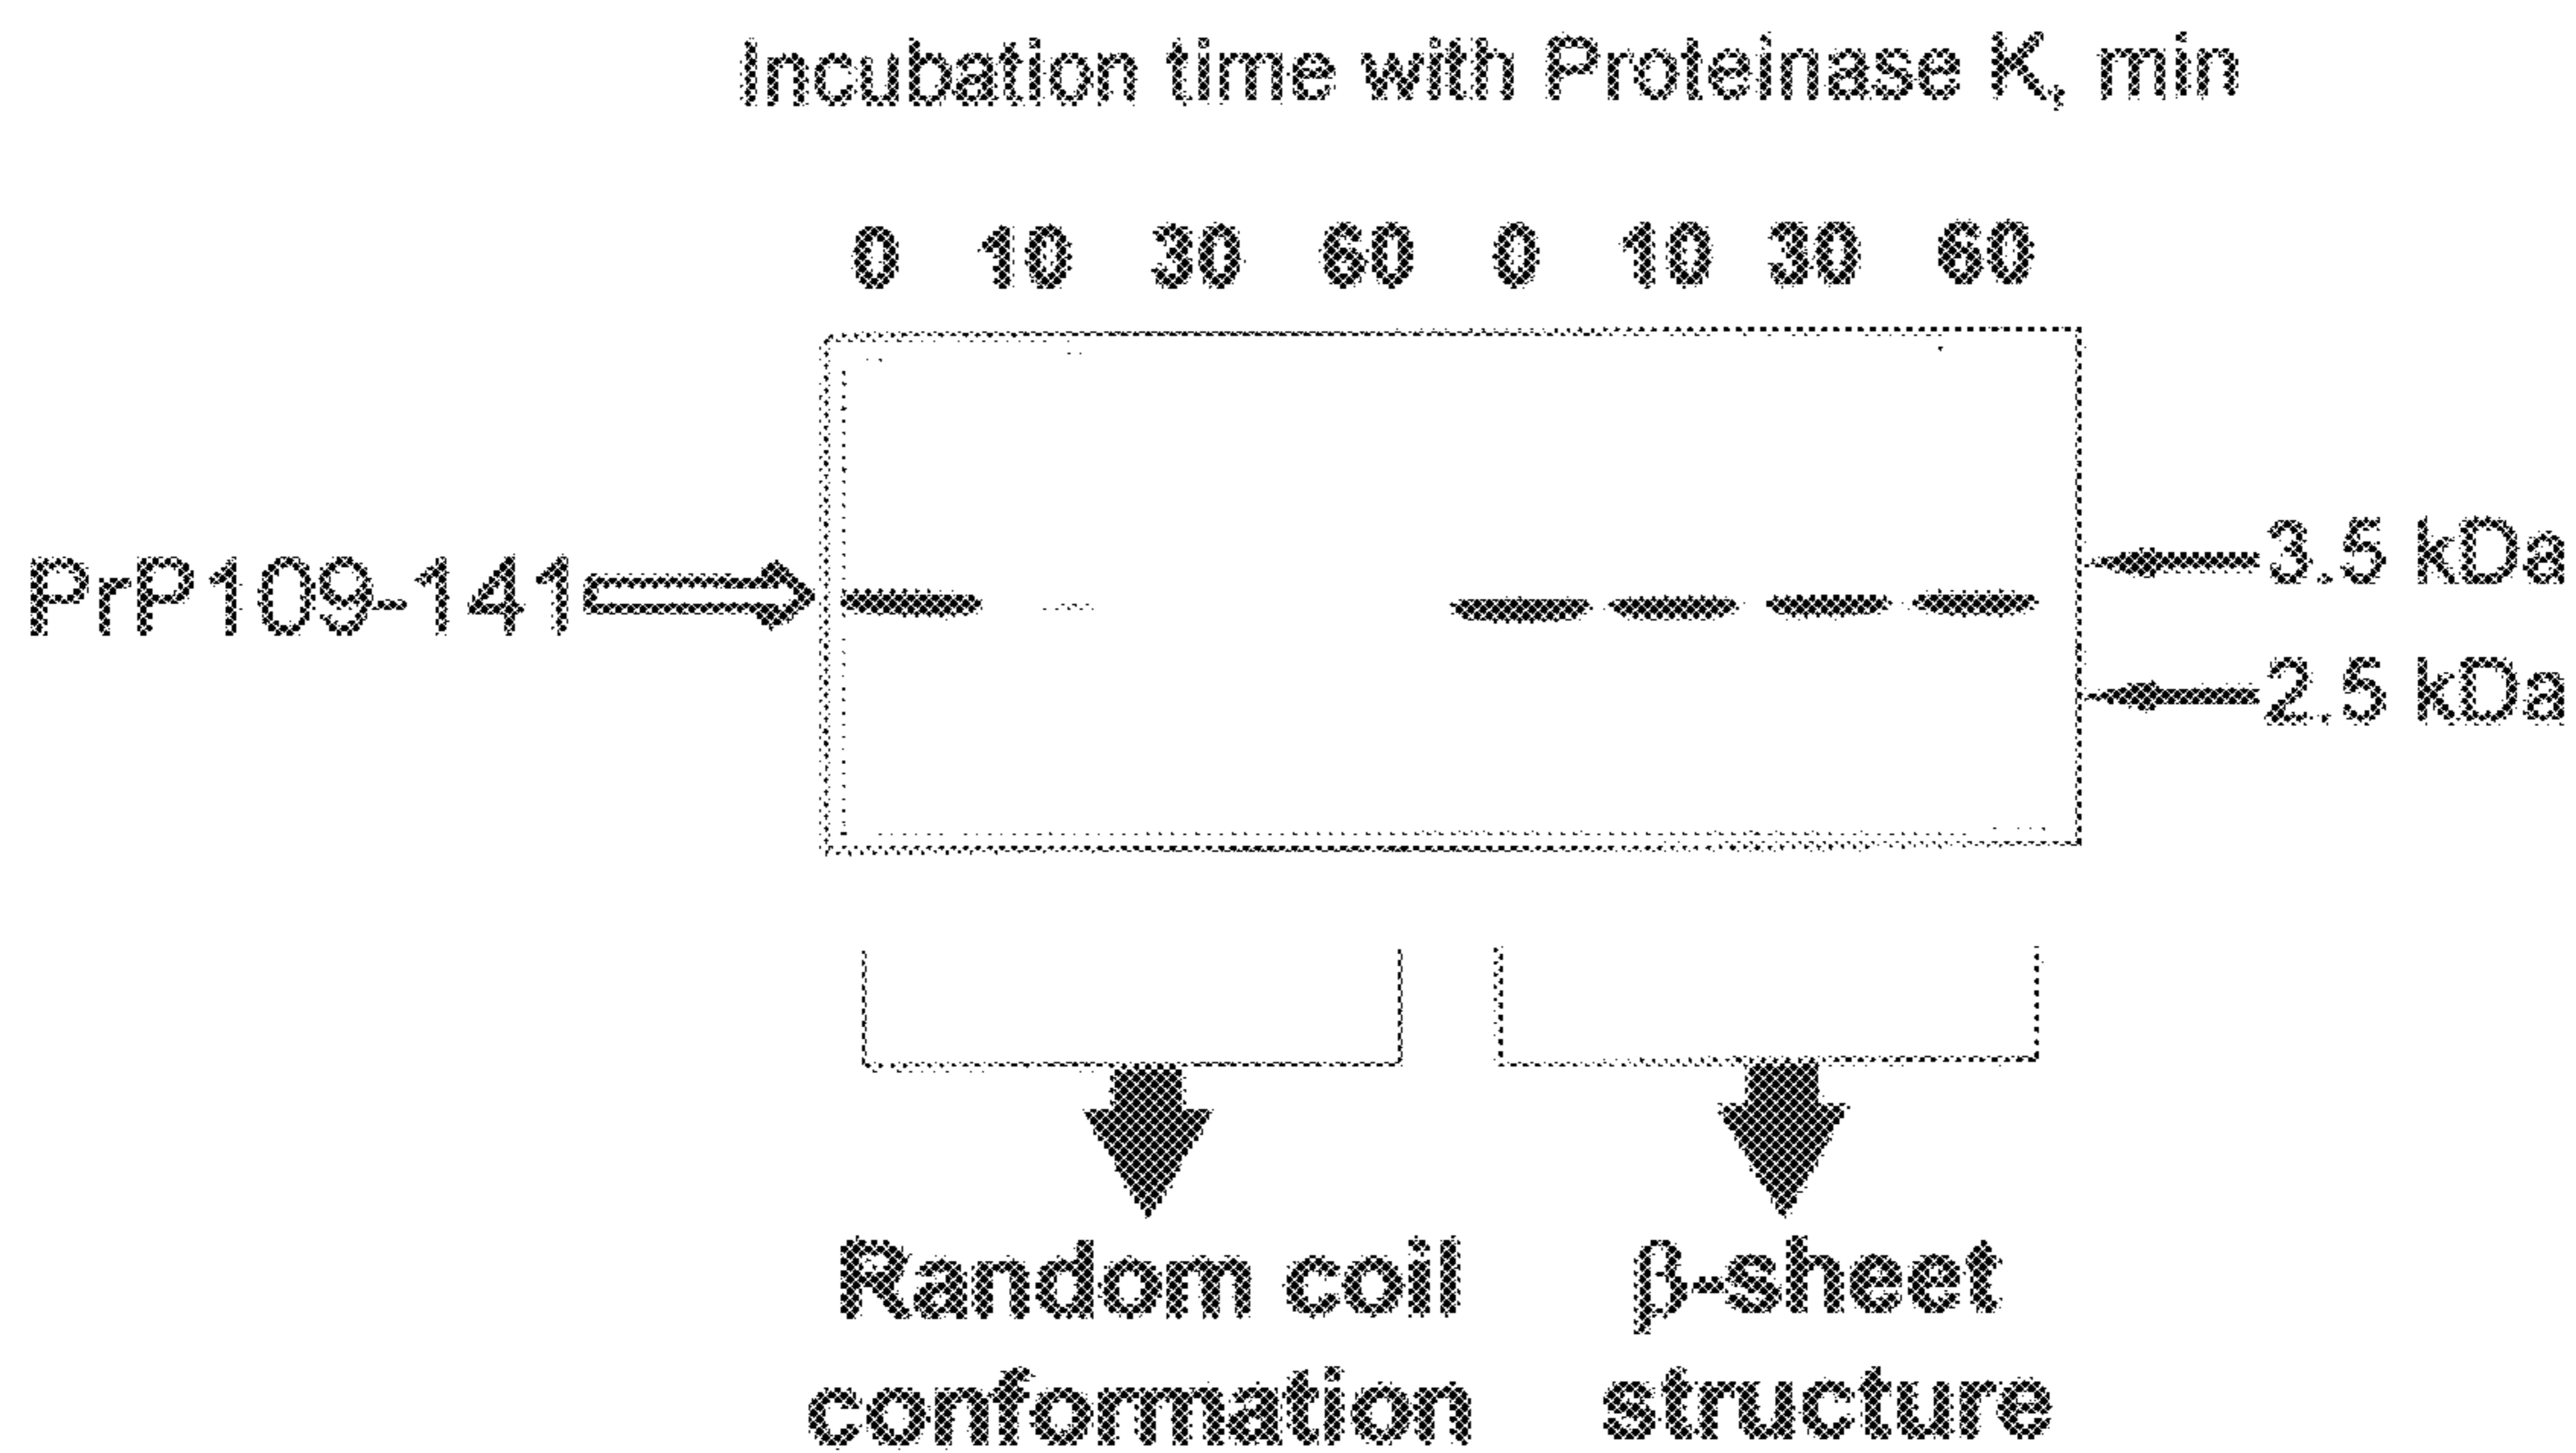 Incubation time with Proteinase K, min
0 10 30 60 0 10 30 60
PrP109-141
3.5 kDa
2.5 kDa
Random coil
conformation
β-sheet
structure